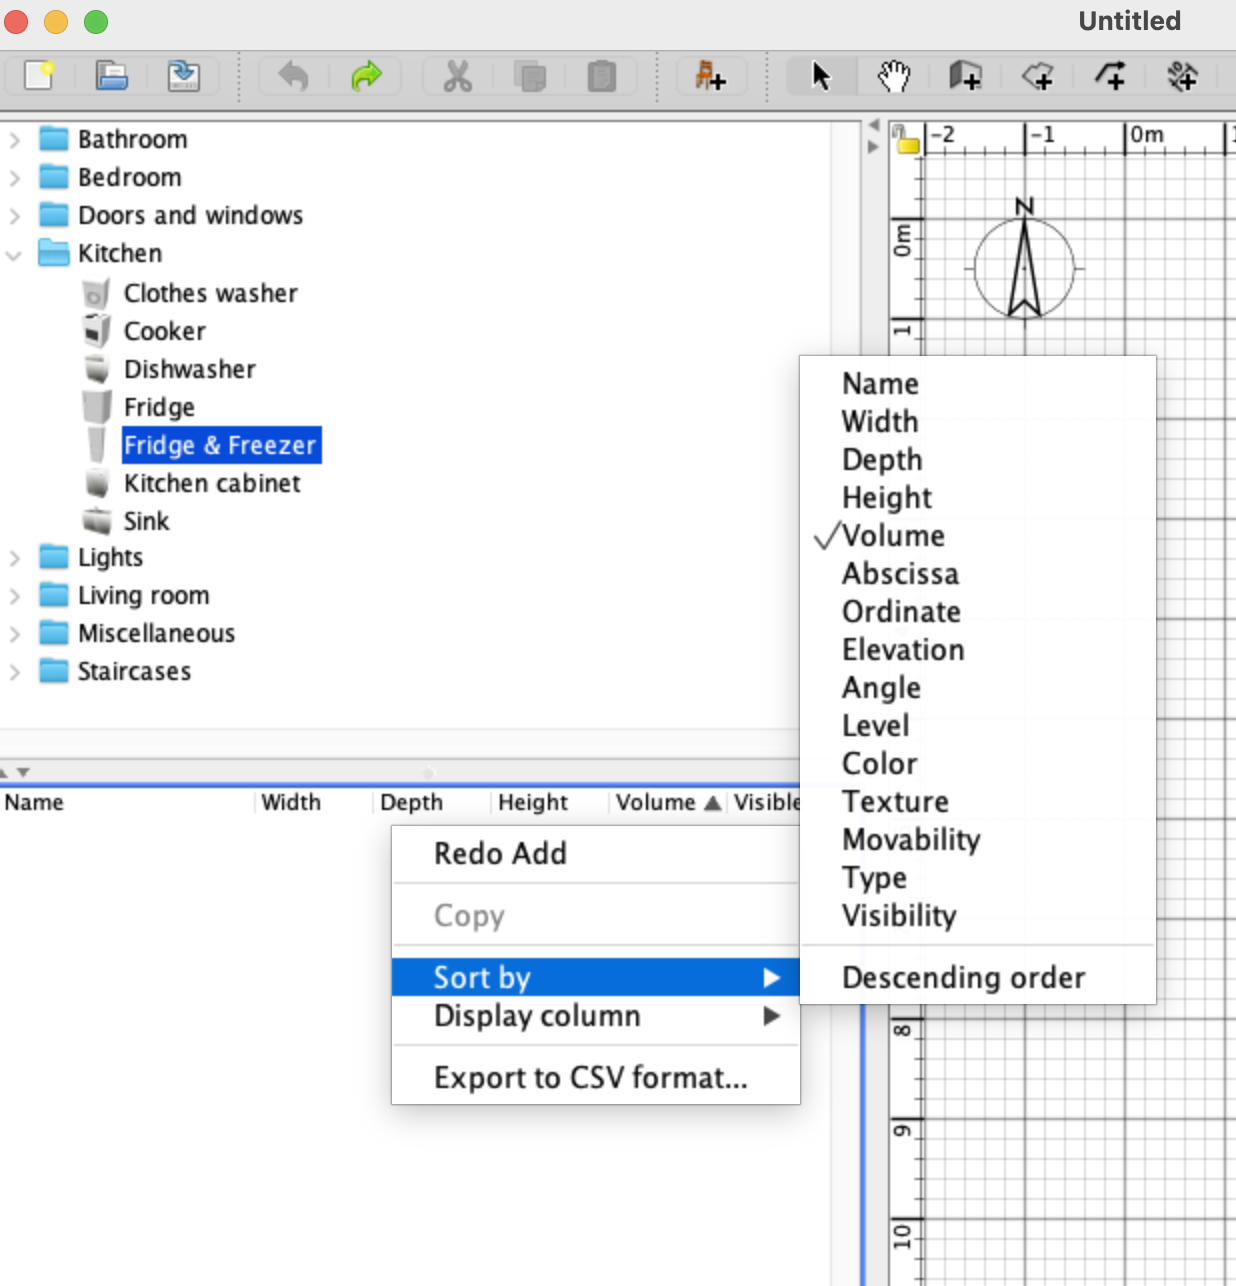 Untitled
Bathroom
Bedroom
Doors and windows
Kitchen
Clothes washer
Cooker
Dishwasher
Fridge
Fridge & Freezer
Kitchen cabinet
Sink
Lights
Living room
Miscellaneous
Staircases
Name Width Depth Height Volume Visible
Redo Add
Copy
Sort by
Display column
Export to CSV format...
Name
Width
Depth
Height
Volume
Abscissa
Ordinate
Elevation
Angle
Level
Color
Texture
Movability
Type
Visibility
Descending order
-2 -1 0m 1
N
0m
1
8
9
10